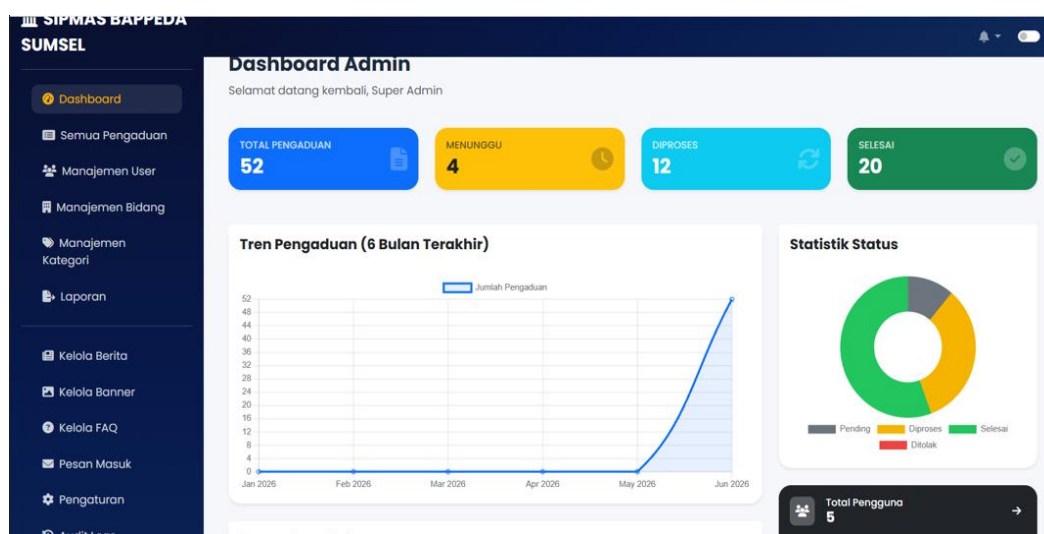 SIPMAS BAPPEDA
SUMSEL
Dashboard
Semua Pengaduan
Manajemen User
Manajemen Bidang
Manajemen
Kategori
Laporan
Kelola Berita
Kelola Banner
Kelola FAQ
Pesan Masuk
Pengaturan
Audit Logs
Dashboard Admin
Selamat datang kembali, Super Admin
TOTAL PENGADUAN
52
MENUNGGU
4
DIPROSES
12
SELESAI
20
Tren Pengaduan (6 Bulan Terakhir)
Jumlah Pengaduan
52
48
44
40
36
32
28
24
20
16
12
8
4
0
Jan 2026 Feb 2026 Mar 2026 Apr 2026 May 2026 Jun 2026
Statistik Status
Pending Diproses Selesai
Ditolak
Total Pengguna
5